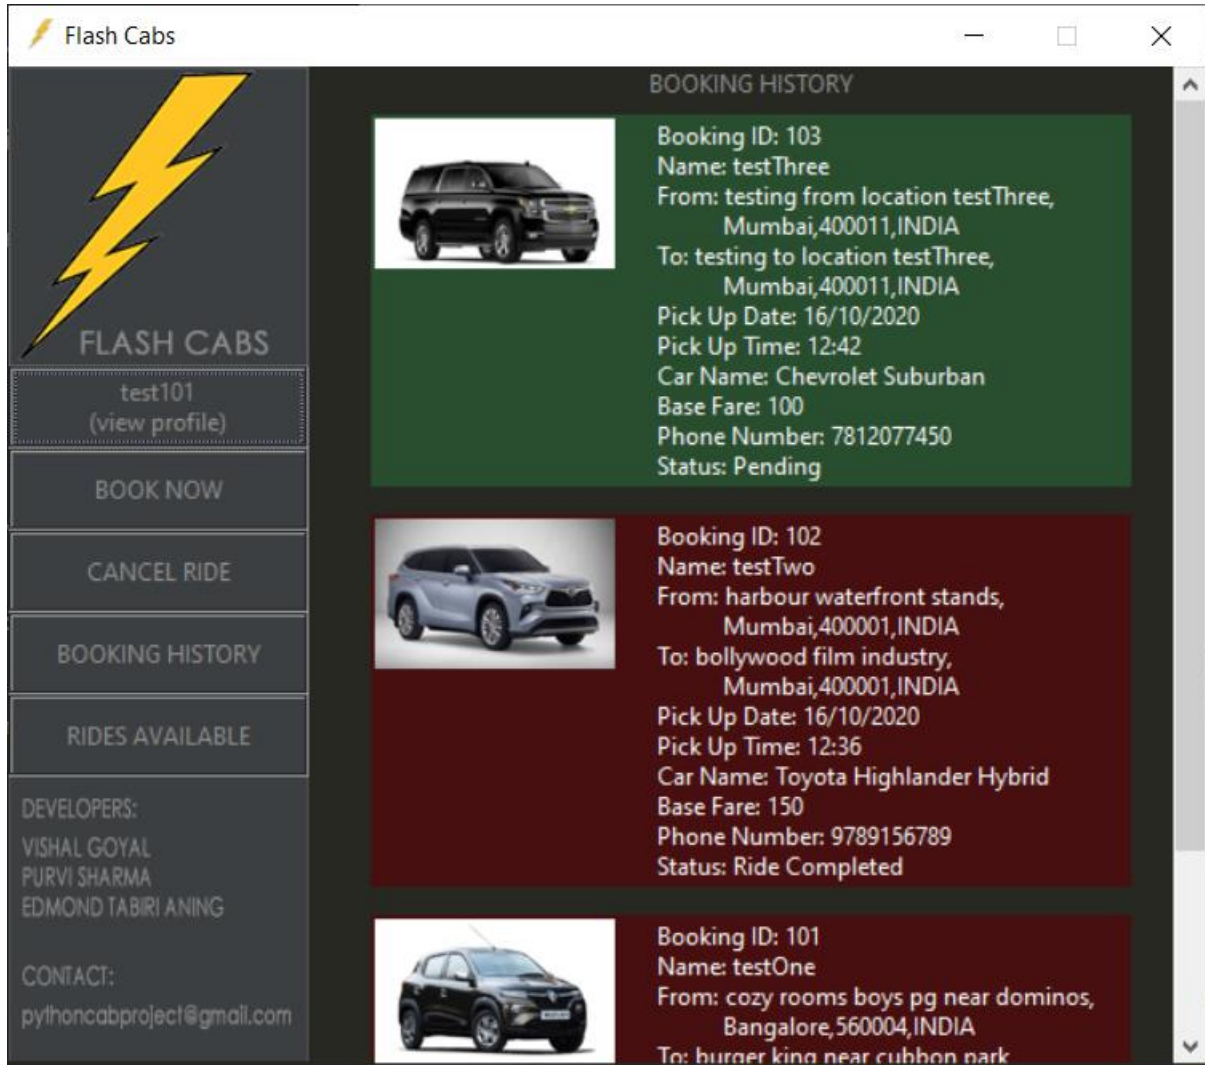 Flash Cabs
FLASH CABS
test101
(view profile)
BOOK NOW
CANCEL RIDE
BOOKING HISTORY
RIDES AVAILABLE
DEVELOPERS:
VISHAL GOYAL
PURVI SHARMA
EDMOND TABIRI ANING
CONTACT:
pythoncabproject@gmail.com
BOOKING HISTORY
Booking ID: 103
Name: testThree
From: testing from location testThree,
Mumbai,400011,INDIA
To: testing to location testThree,
Mumbai,400011,INDIA
Pick Up Date: 16/10/2020
Pick Up Time: 12:42
Car Name: Chevrolet Suburban
Base Fare: 100
Phone Number: 7812077450
Status: Pending
Booking ID: 102
Name: testTwo
From: harbour waterfront stands,
Mumbai,400001,INDIA
To: bollywood film industry,
Mumbai,400001,INDIA
Pick Up Date: 16/10/2020
Pick Up Time: 12:36
Car Name: Toyota Highlander Hybrid
Base Fare: 150
Phone Number: 9789156789
Status: Ride Completed
Booking ID: 101
Name: testOne
From: cozy rooms boys pg near dominos,
Bangalore,560004,INDIA
To: burger king near cubbon park